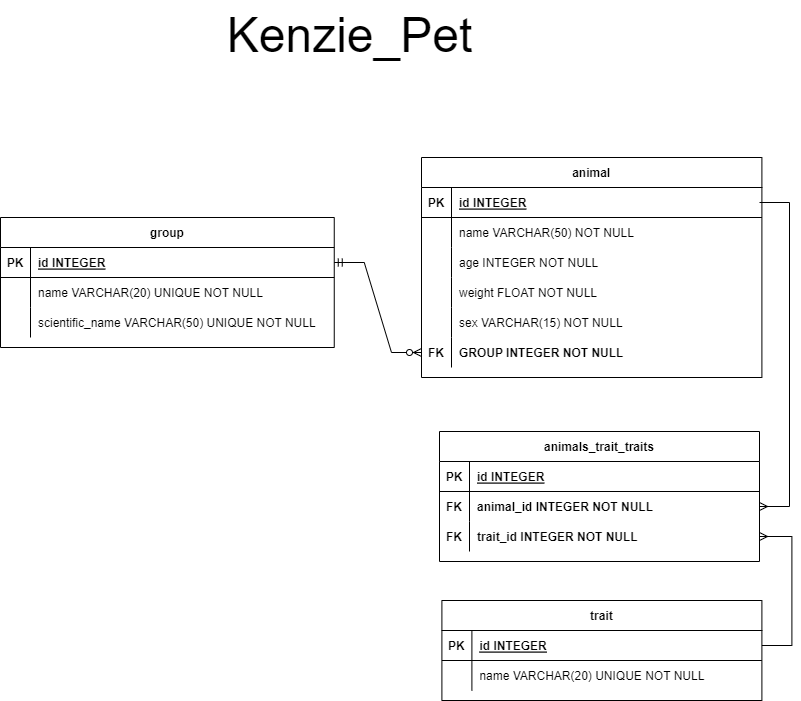 Kenzie_Pet
group
PK id INTEGER
name VARCHAR(20) UNIQUE NOT NULL
scientific_name VARCHAR(50) UNIQUE NOT NULL
animal
PK id INTEGER
name VARCHAR(50) NOT NULL
age INTEGER NOT NULL
weight FLOAT NOT NULL
sex VARCHAR(15) NOT NULL
FK GROUP INTEGER NOT NULL
animals_trait_traits
PK id INTEGER
FK animal_id INTEGER NOT NULL
FK trait_id INTEGER NOT NULL
trait
PK id INTEGER
name VARCHAR(20) UNIQUE NOT NULL